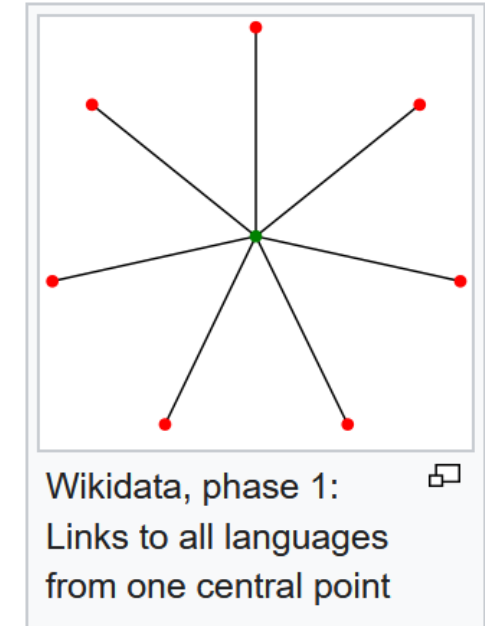 Wikidata, phase 1:
Links to all languages
from one central point